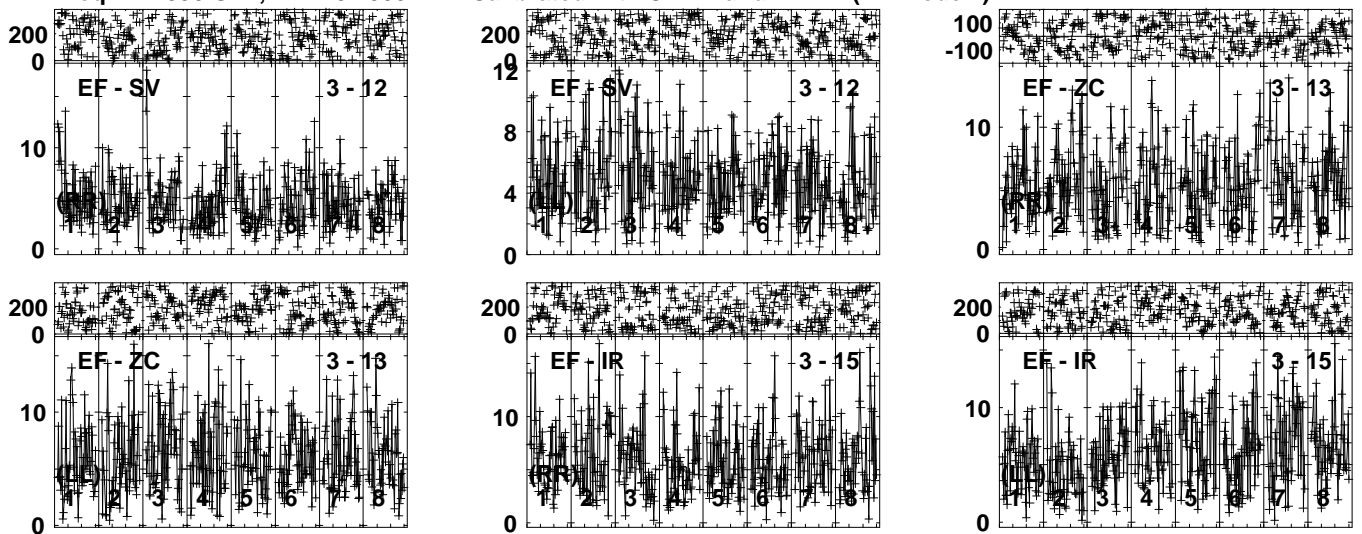 200 200 100
0 0 -100
12
EF - SV 3 - 12 EF - SV 3 - 12 EF - ZC 3 - 13
10 8 10
4
(RR) (LL) (RR)
1 2 3 4 5 6 7 8 1 2 3 4 5 6 7 8 1 2 3 4 5 6 7 8
0 0 0
200 200 200
0 0 0
EF - ZC 3 - 13 EF - IR 3 - 15 EF - IR 3 - 15
10 10 10
(LL) (RR) (LL)
1 2 3 4 5 6 7 8 1 2 3 4 5 6 7 8 1 2 3 4 5 6 7 8
0 0 0